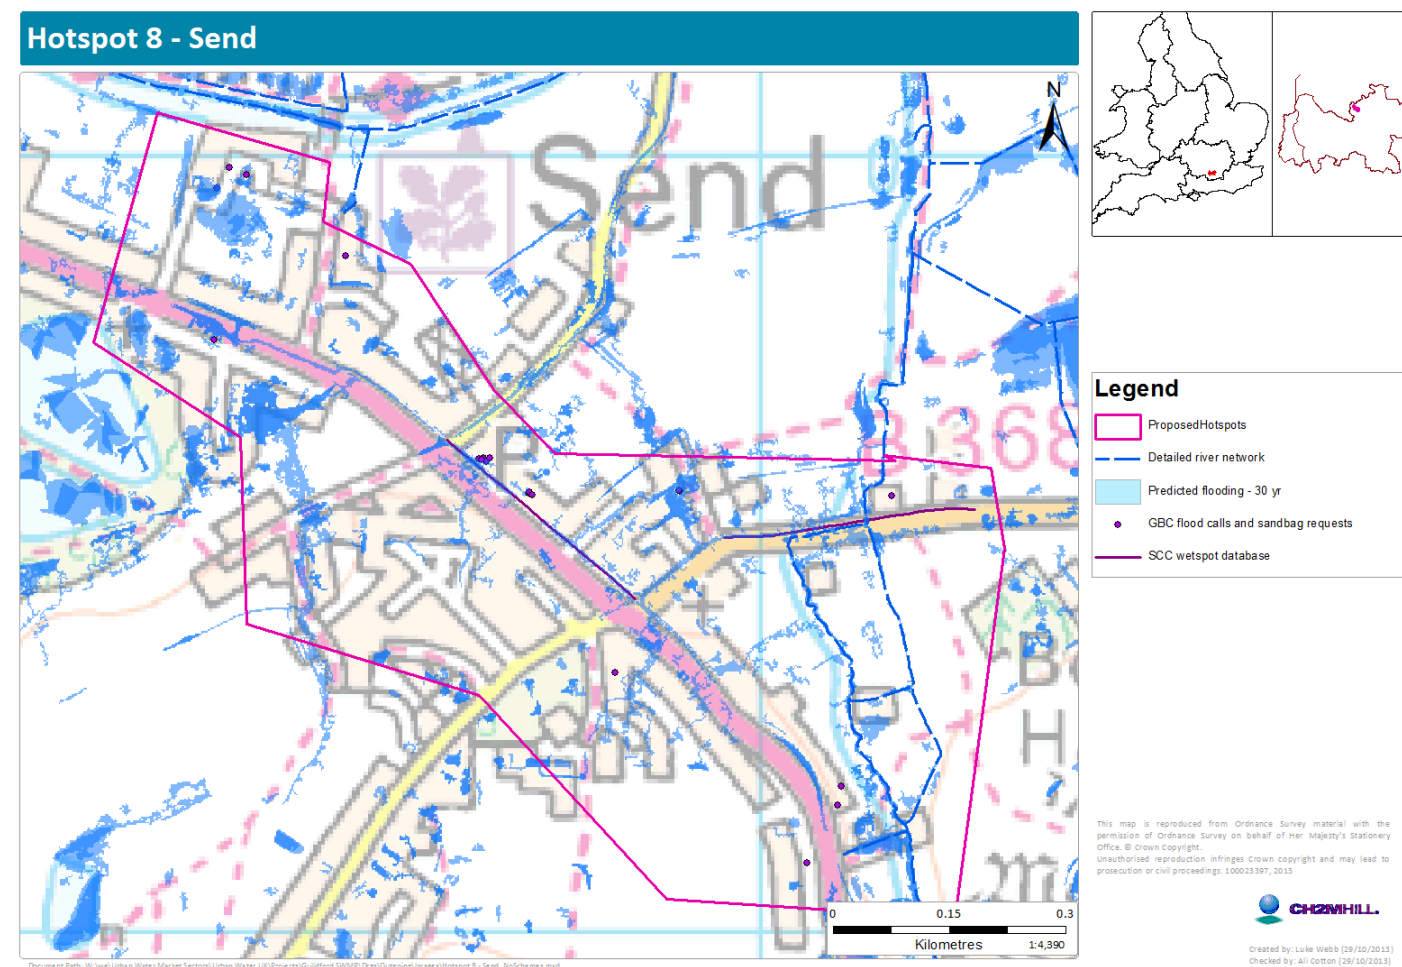 Hotspot 8 - Send
N
Send
B 368
P
B
H
m
0 0.15 0.3
Kilometres 1:4,390
Legend
ProposedHotspots
Detailed river network
Predicted flooding - 30 yr
GBC flood calls and sandbag requests
SCC wetspot database
This map is reproduced from Ordnance Survey material with the
permission of Ordnance Survey on behalf of Her Majesty's Stationery
Office. © Crown Copyright.
Unauthorised reproduction infringes Crown copyright and may lead to
prosecution or civil proceedings. 100023397, 2013
CH2MHILL.
Created by: Luke Webb (29/10/2013)
Checked by: Ali Cotton (29/10/2013)